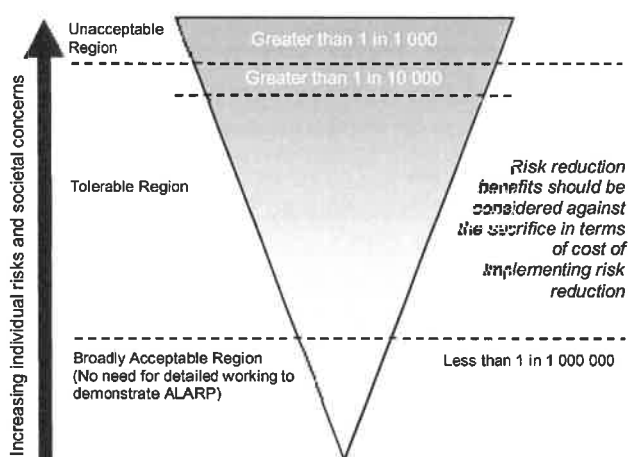 Unacceptable
Region
Greater than 1 in 1 000
Greater than 1 in 10 000
Tolerable Region
Risk reduction
benefits should be
considered against
the sacrifice in terms
of cost of
implementing risk
reduction
Broadly Acceptable Region
(No need for detailed working to
demonstrate ALARP)
Less than 1 in 1 000 000
Increasing individual risks and societal concerns